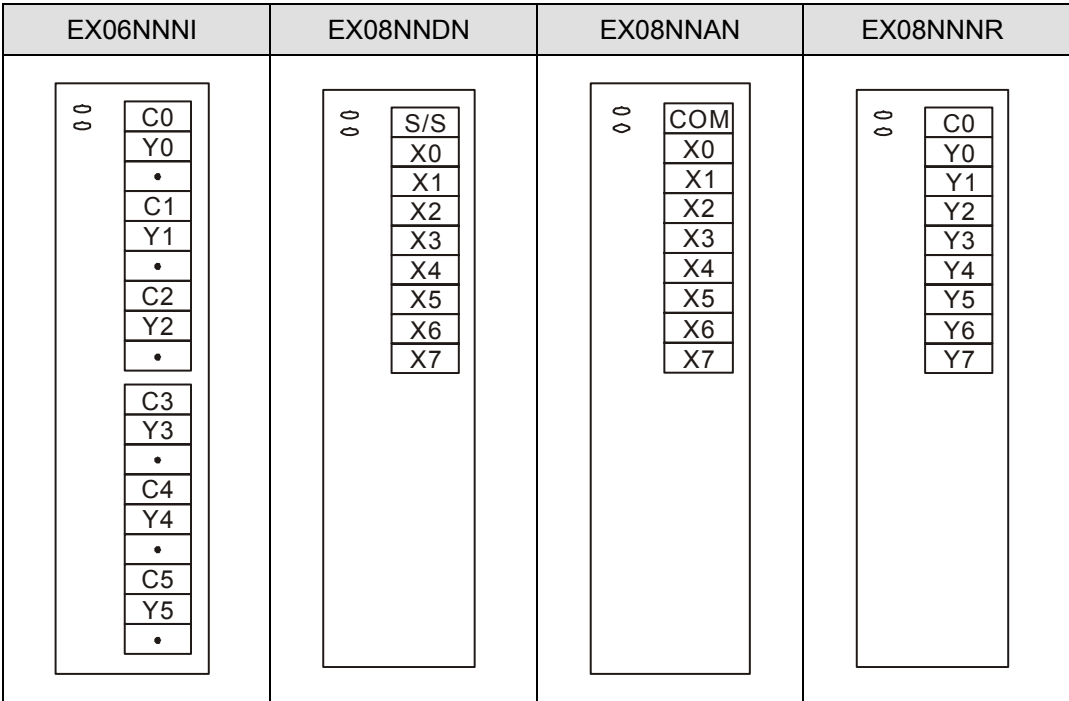 EX06NNNI
EX08NNDN
EX08NNAN
EX08NNNR
C0
Y0
•
C1
Y1
•
C2
Y2
•
C3
Y3
•
C4
Y4
•
C5
Y5
•
S/S
X0
X1
X2
X3
X4
X5
X6
X7
COM
X0
X1
X2
X3
X4
X5
X6
X7
C0
Y0
Y1
Y2
Y3
Y4
Y5
Y6
Y7